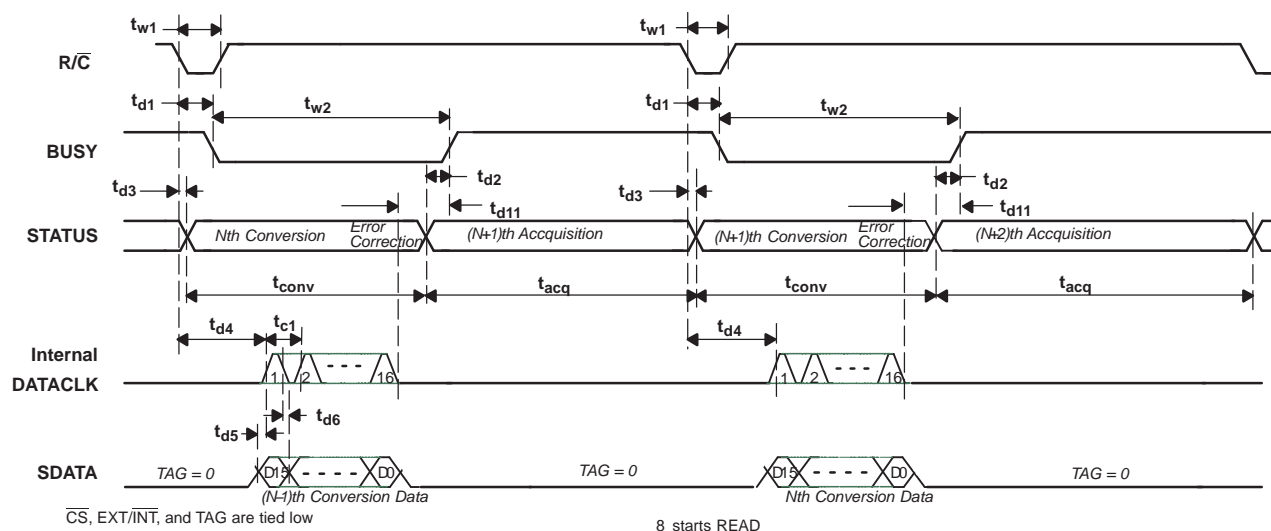 tw1 tw1
R/C̅
td1 tw2 td1 tw2
BUSY
td3 td2 td3 td2
td11 td11
STATUS Nth Conversion Error Correction (N+1)th Accquisition (N+1)th Conversion Error Correction (N+2)th Acquisition
tconv tacq tconv tacq
td4 tc1 td4
Internal DATACLK 1 2 - - - 16 1 2 - - - 16
td6
td5
SDATA TAG = 0 D15 - - - - - D0 TAG = 0 D15 - - - - - D0 TAG = 0
(N-1)th Conversion Data Nth Conversion Data
C̅S̅, EXT/I̅N̅T̅, and TAG are tied low
8 starts READ